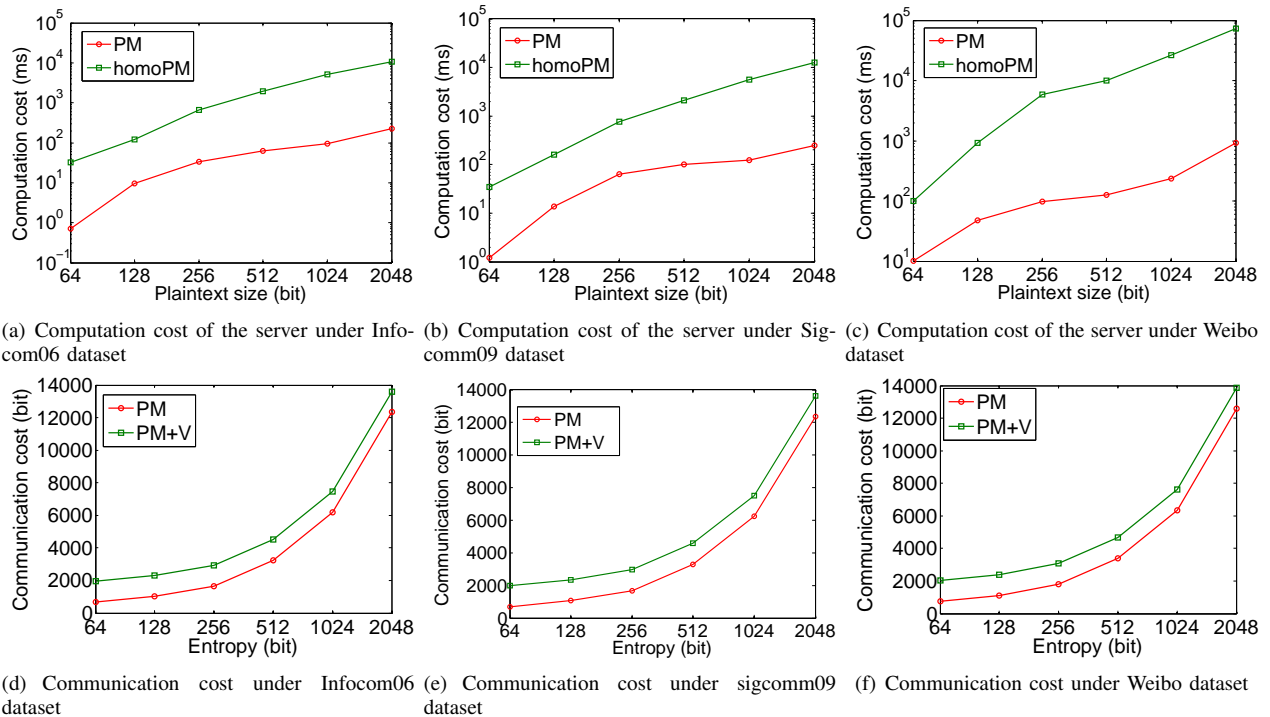 10^5
10^4
10^3
10^2
10^1
10^0
10^-1
Computation cost (ms)
PM
homoPM
64 128 256 512 1024 2048
Plaintext size (bit)
(a) Computation cost of the server under Info-
com06 dataset
10^5
10^4
10^3
10^2
10^1
10^0
Computation cost (ms)
PM
homoPM
64 128 256 512 1024 2048
Plaintext size (bit)
(b) Computation cost of the server under Sig-
comm09 dataset
10^5
10^4
10^3
10^2
10^1
Computation cost (ms)
PM
homoPM
64 128 256 512 1024 2048
Plaintext size (bit)
(c) Computation cost of the server under Weibo
dataset
14000
12000
10000
8000
6000
4000
2000
0
Communication cost (bit)
PM
PM+V
64 128 256 512 1024 2048
Entropy (bit)
(d) Communication cost under Infocom06
dataset
14000
12000
10000
8000
6000
4000
2000
0
Communication cost (bit)
PM
PM+V
64 128 256 512 1024 2048
Entropy (bit)
(e) Communication cost under sigcomm09
dataset
14000
12000
10000
8000
6000
4000
2000
0
Communication cost (bit)
PM
PM+V
64 128 256 512 1024 2048
Entropy (bit)
(f) Communication cost under Weibo dataset